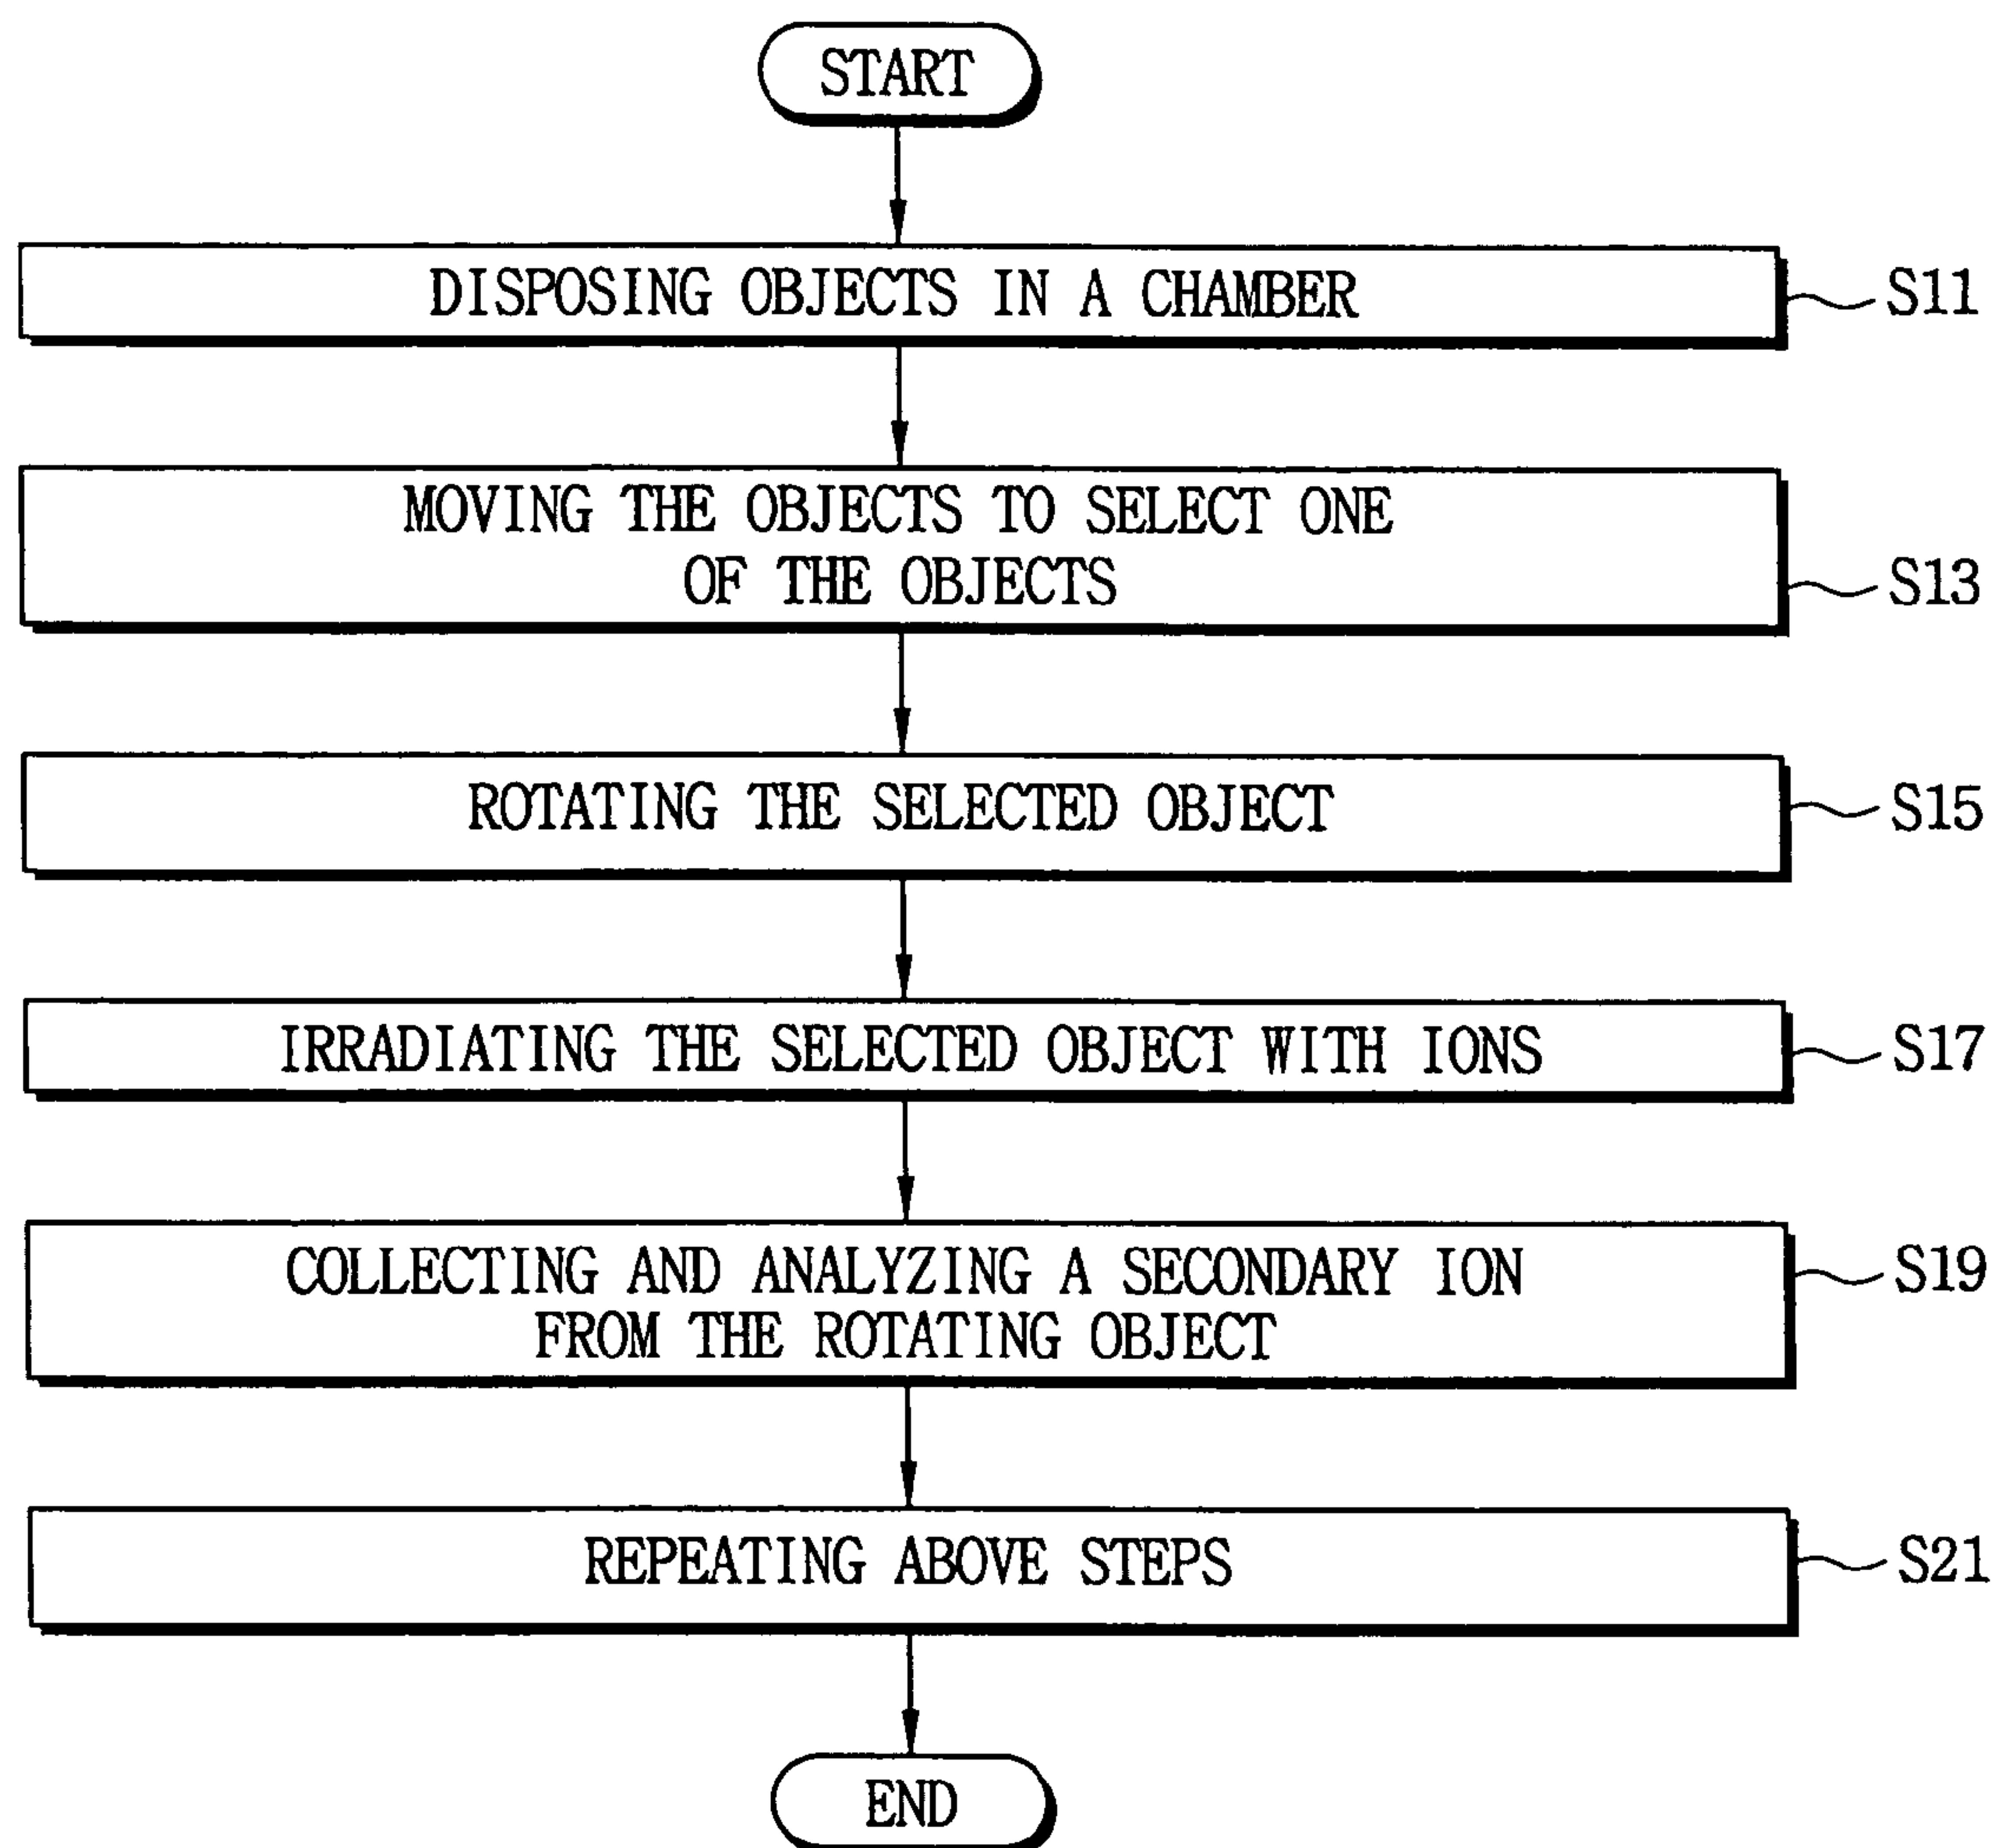 START
DISPOSING OBJECTS IN A CHAMBER
S11
MOVING THE OBJECTS TO SELECT ONE
OF THE OBJECTS
S13
ROTATING THE SELECTED OBJECT
S15
IRRADIATING THE SELECTED OBJECT WITH IONS
S17
COLLECTING AND ANALYZING A SECONDARY ION
FROM THE ROTATING OBJECT
S19
REPEATING ABOVE STEPS
S21
END